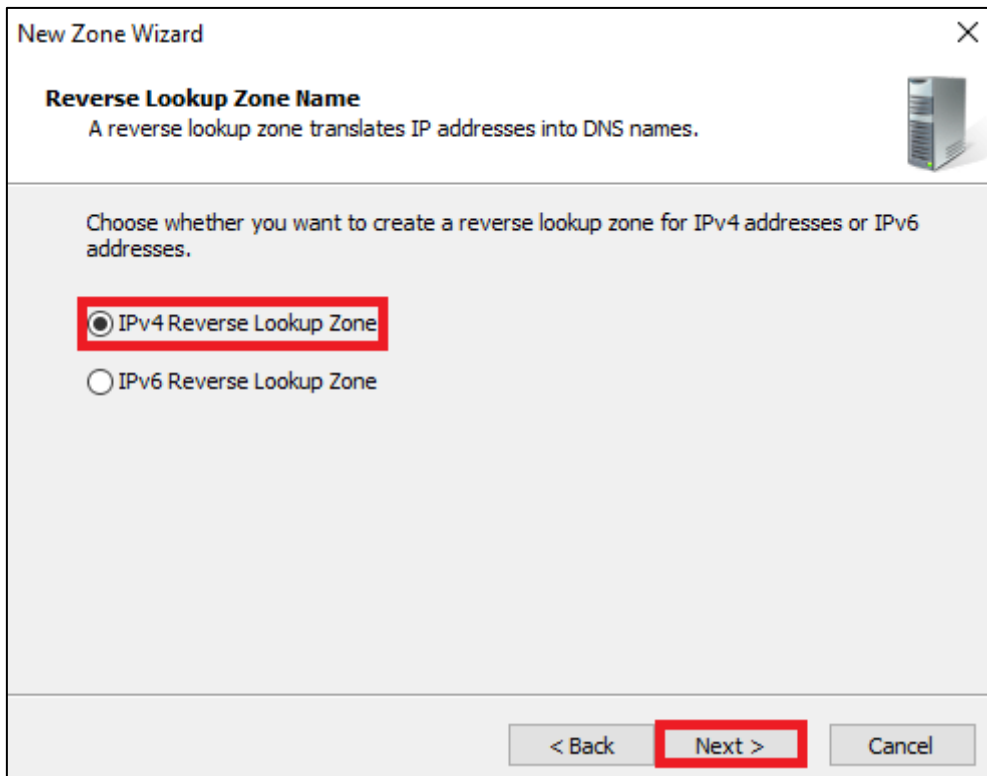 New Zone Wizard
Reverse Lookup Zone Name
A reverse lookup zone translates IP addresses into DNS names.
Choose whether you want to create a reverse lookup zone for IPv4 addresses or IPv6
addresses.
IPv4 Reverse Lookup Zone
IPv6 Reverse Lookup Zone
< Back Next > Cancel